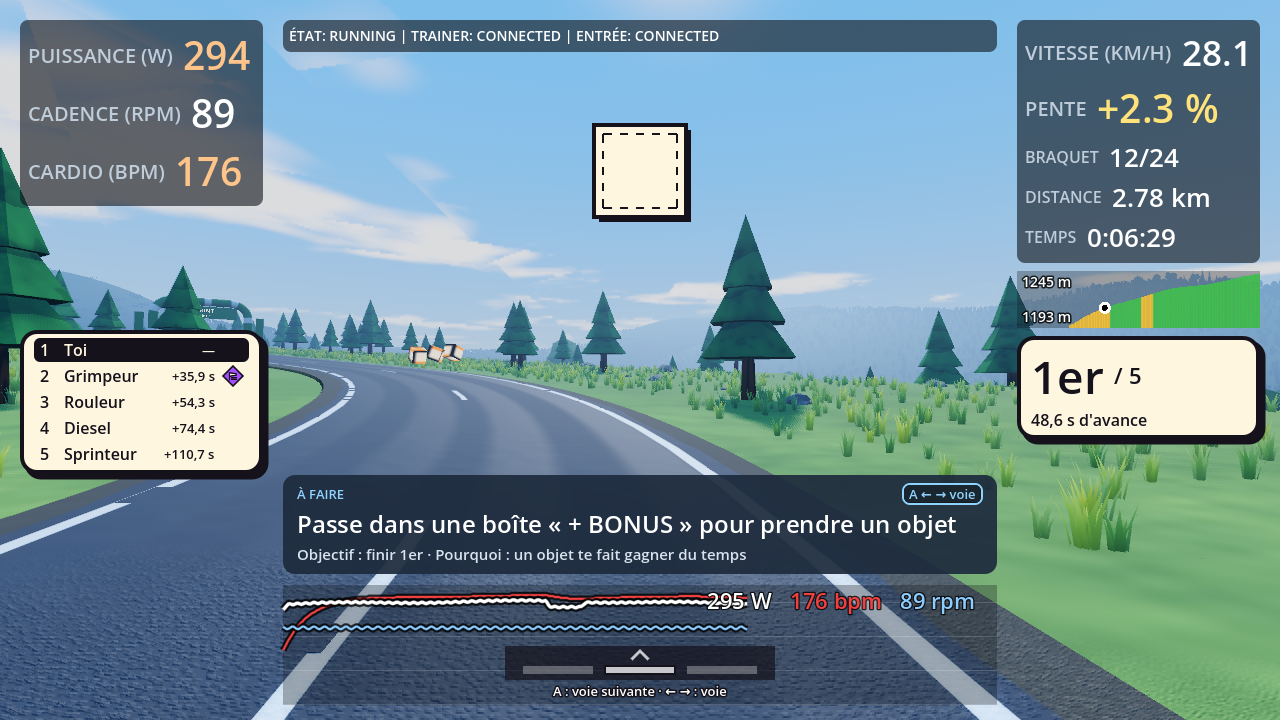 PUISSANCE (W) 294
CADENCE (RPM) 89
CARDIO (BPM) 176
ÉTAT: RUNNING | TRAINER: CONNECTED | ENTRÉE: CONNECTED
VITESSE (KM/H) 28.1
PENTE +2.3 %
BRAQUET 12/24
DISTANCE 2.78 km
TEMPS 0:06:29
1245 m
1193 m
1 Toi —
2 Grimpeur +35,9 s
3 Rouleur +54,3 s
4 Diesel +74,4 s
5 Sprinteur +110,7 s
1er / 5
48,6 s d'avance
À FAIRE
A ← → voie
Passe dans une boîte « + BONUS » pour prendre un objet
Objectif : finir 1er · Pourquoi : un objet te fait gagner du temps
295 W 176 bpm 89 rpm
A : voie suivante · ← → : voie